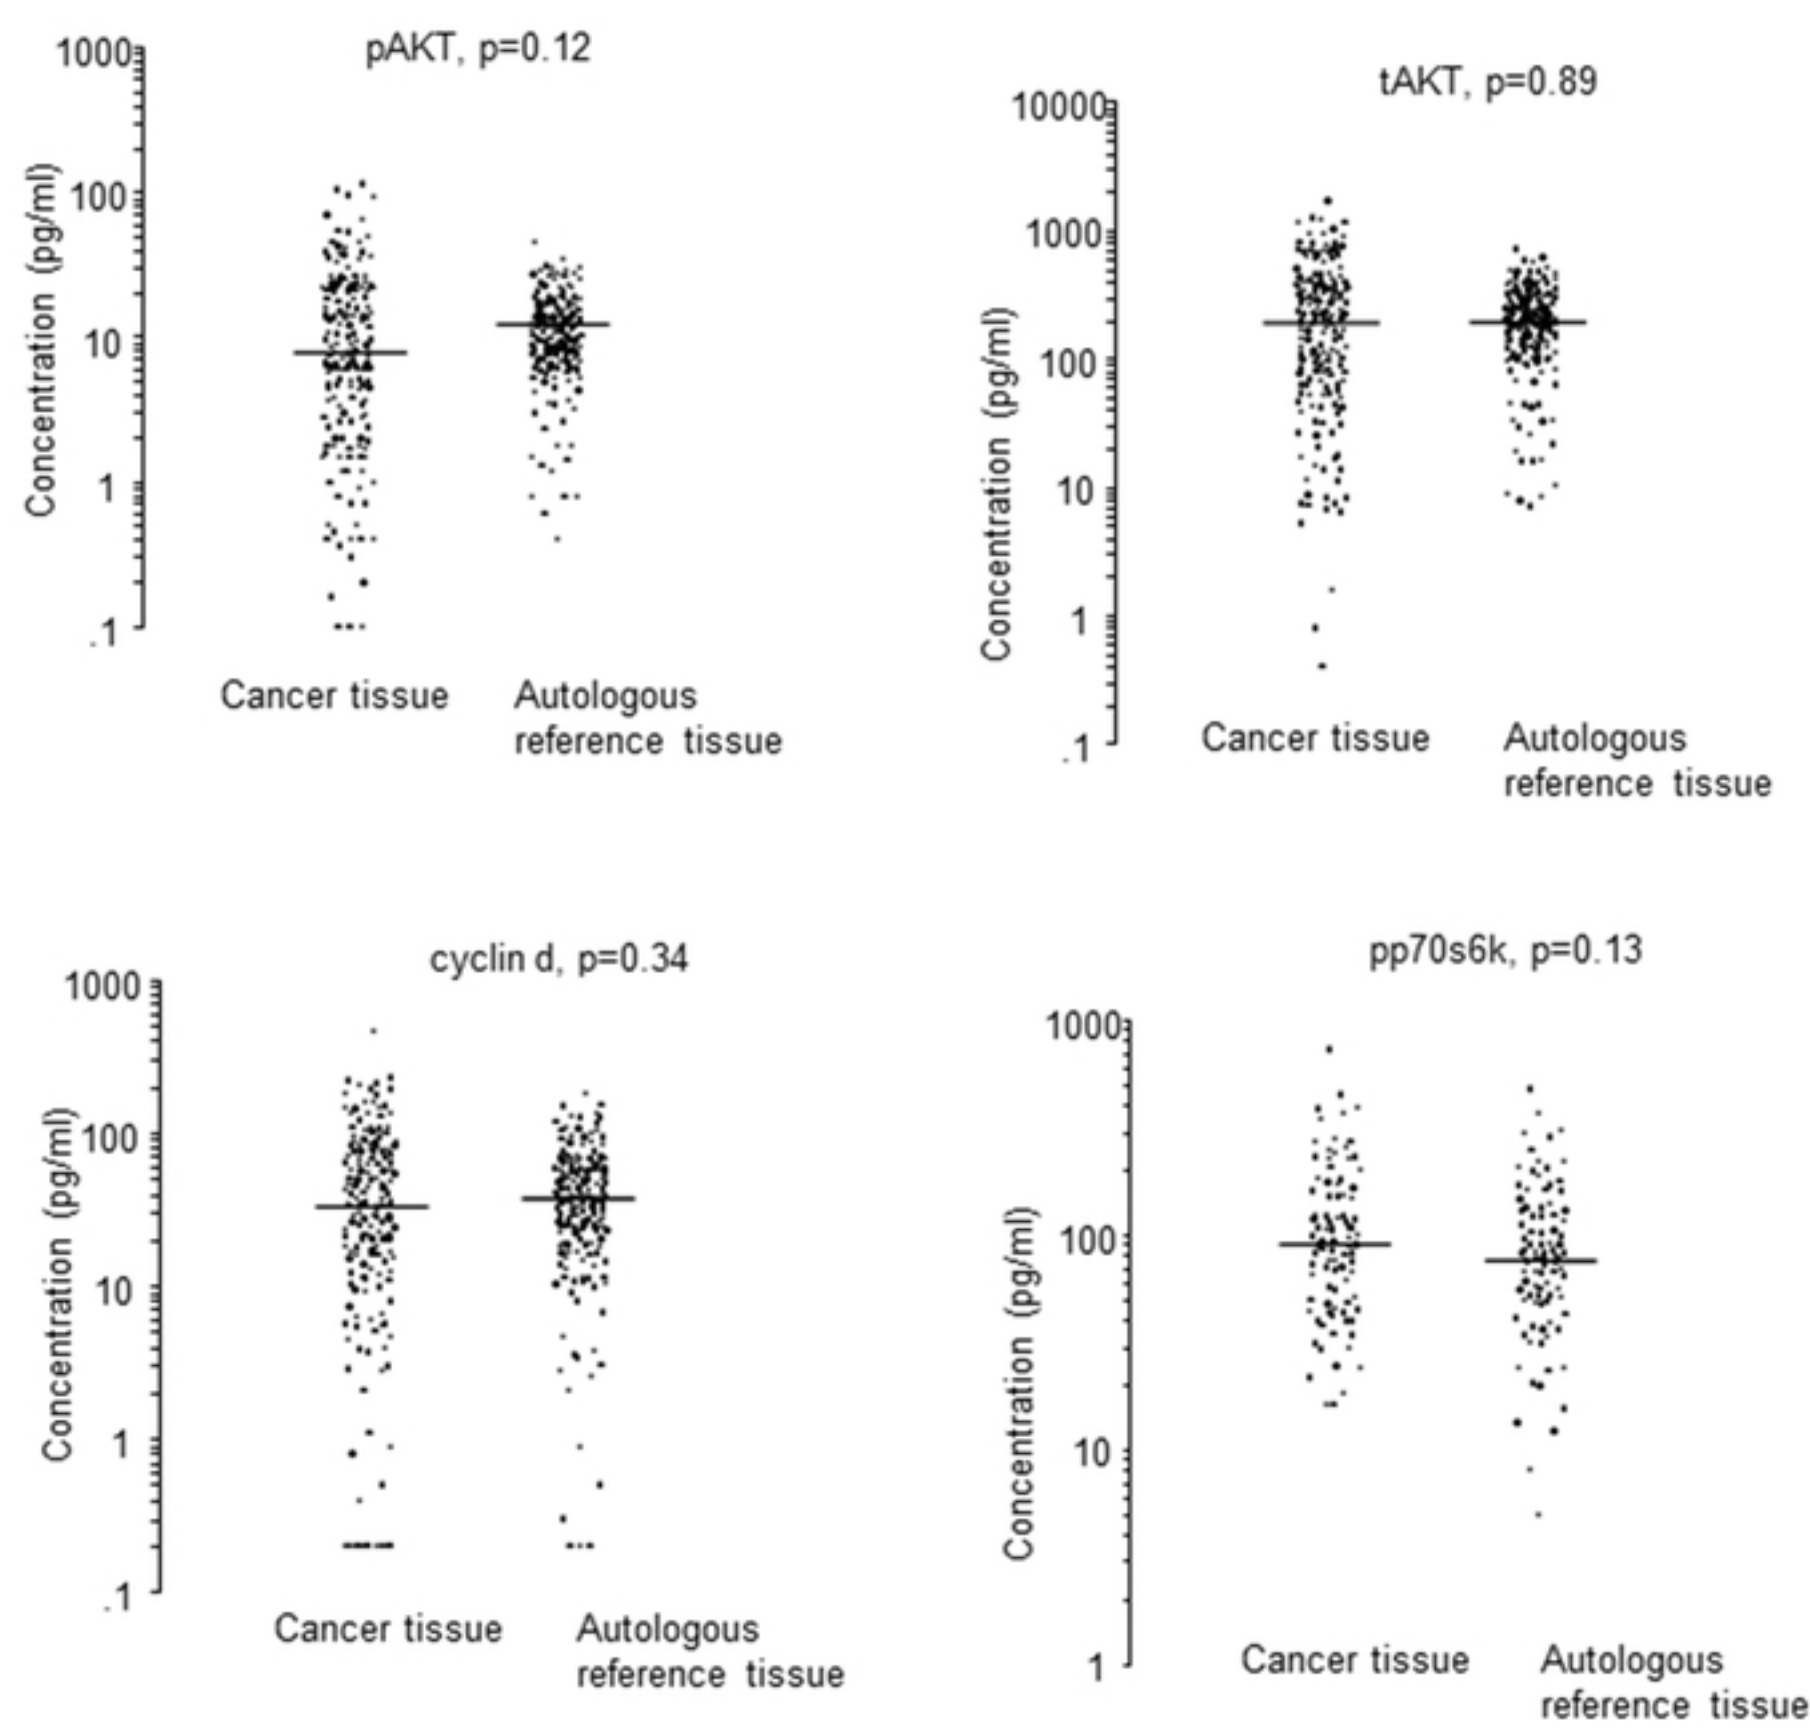 pAKT, p=0.12
1000
100
10
1
.1
Concentration (pg/ml)
Cancer tissue
Autologous
reference tissue
tAKT, p=0.89
10000
1000
100
10
1
.1
Concentration (pg/ml)
Cancer tissue
Autologous
reference tissue
cyclin d, p=0.34
1000
100
10
1
.1
Concentration (pg/ml)
Cancer tissue
Autologous
reference tissue
pp70s6k, p=0.13
1000
100
10
1
Concentration (pg/ml)
Cancer tissue
Autologous
reference tissue